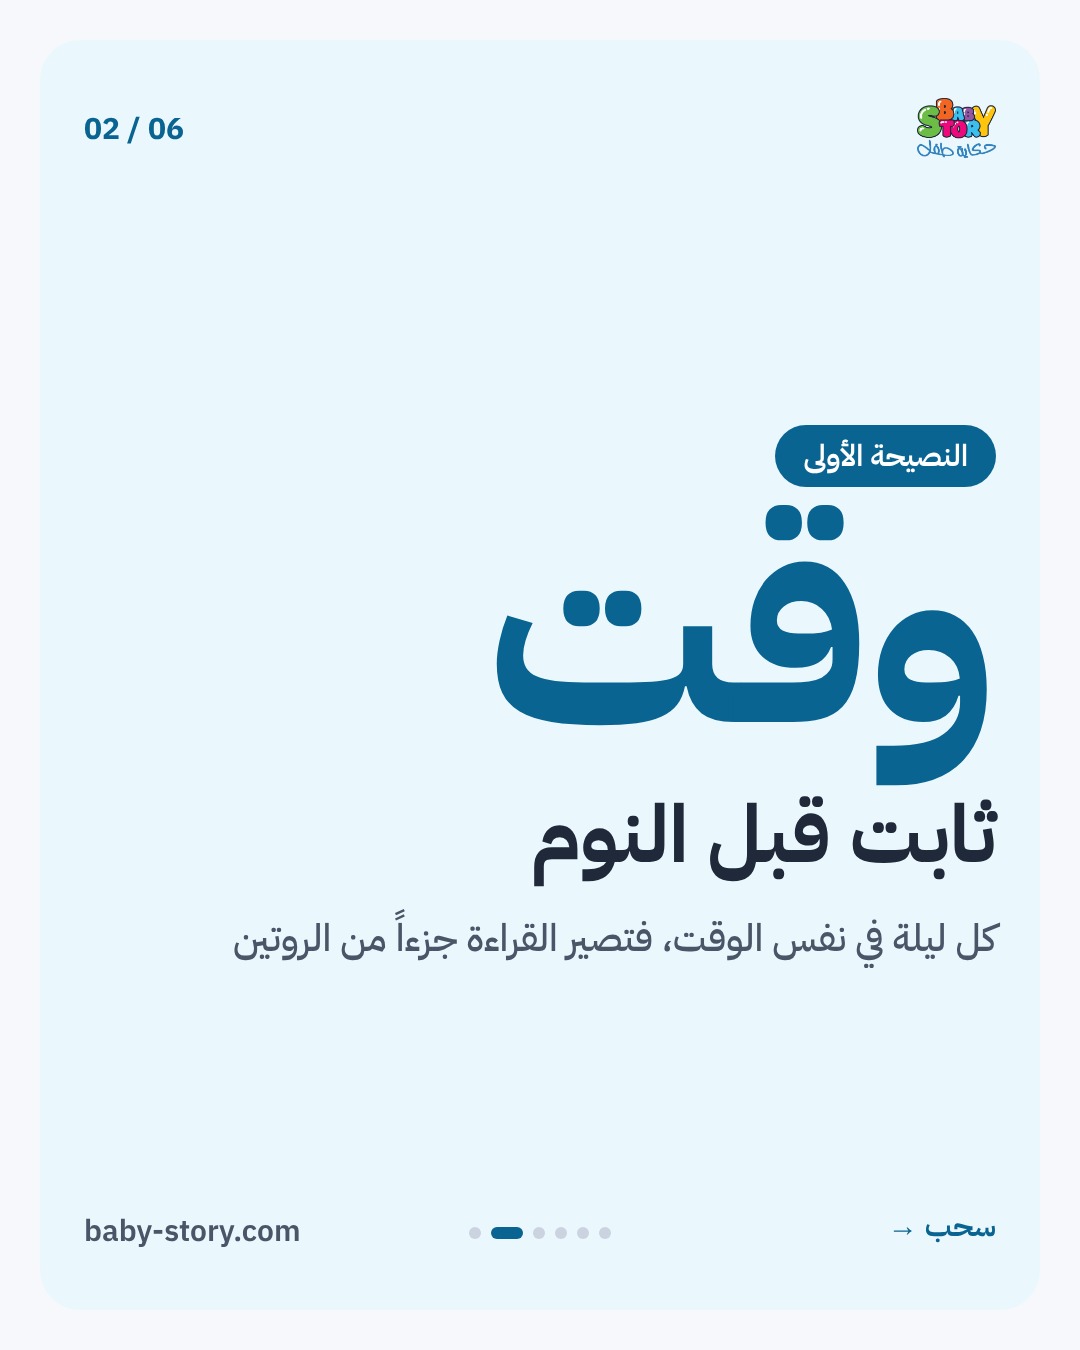 02 / 06
BABY STORY
حكاية طفل
النصيحة الأولى
وقت
ثابت قبل النوم
كل ليلة في نفس الوقت، فتصير القراءة جزءاً من الروتين
سحب →
baby-story.com